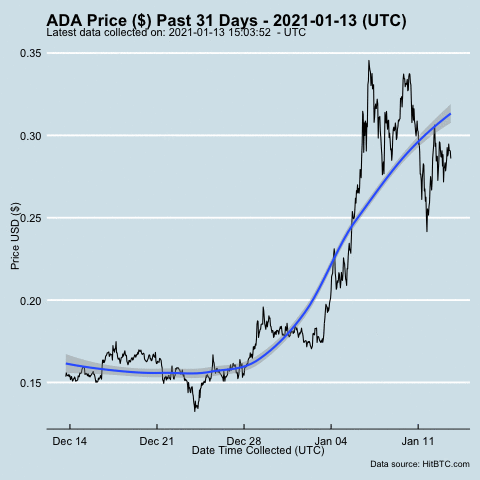 ADA Price ($) Past 31 Days - 2021-01-13 (UTC)
Latest data collected on: 2021-01-13 15:03:52 - UTC
0.35
0.30
0.25
0.20
0.15
Price USD ($)
Dec 14
Dec 21
Dec 28
Jan 04
Jan 11
Date Time Collected (UTC)
Data source: HitBTC.com